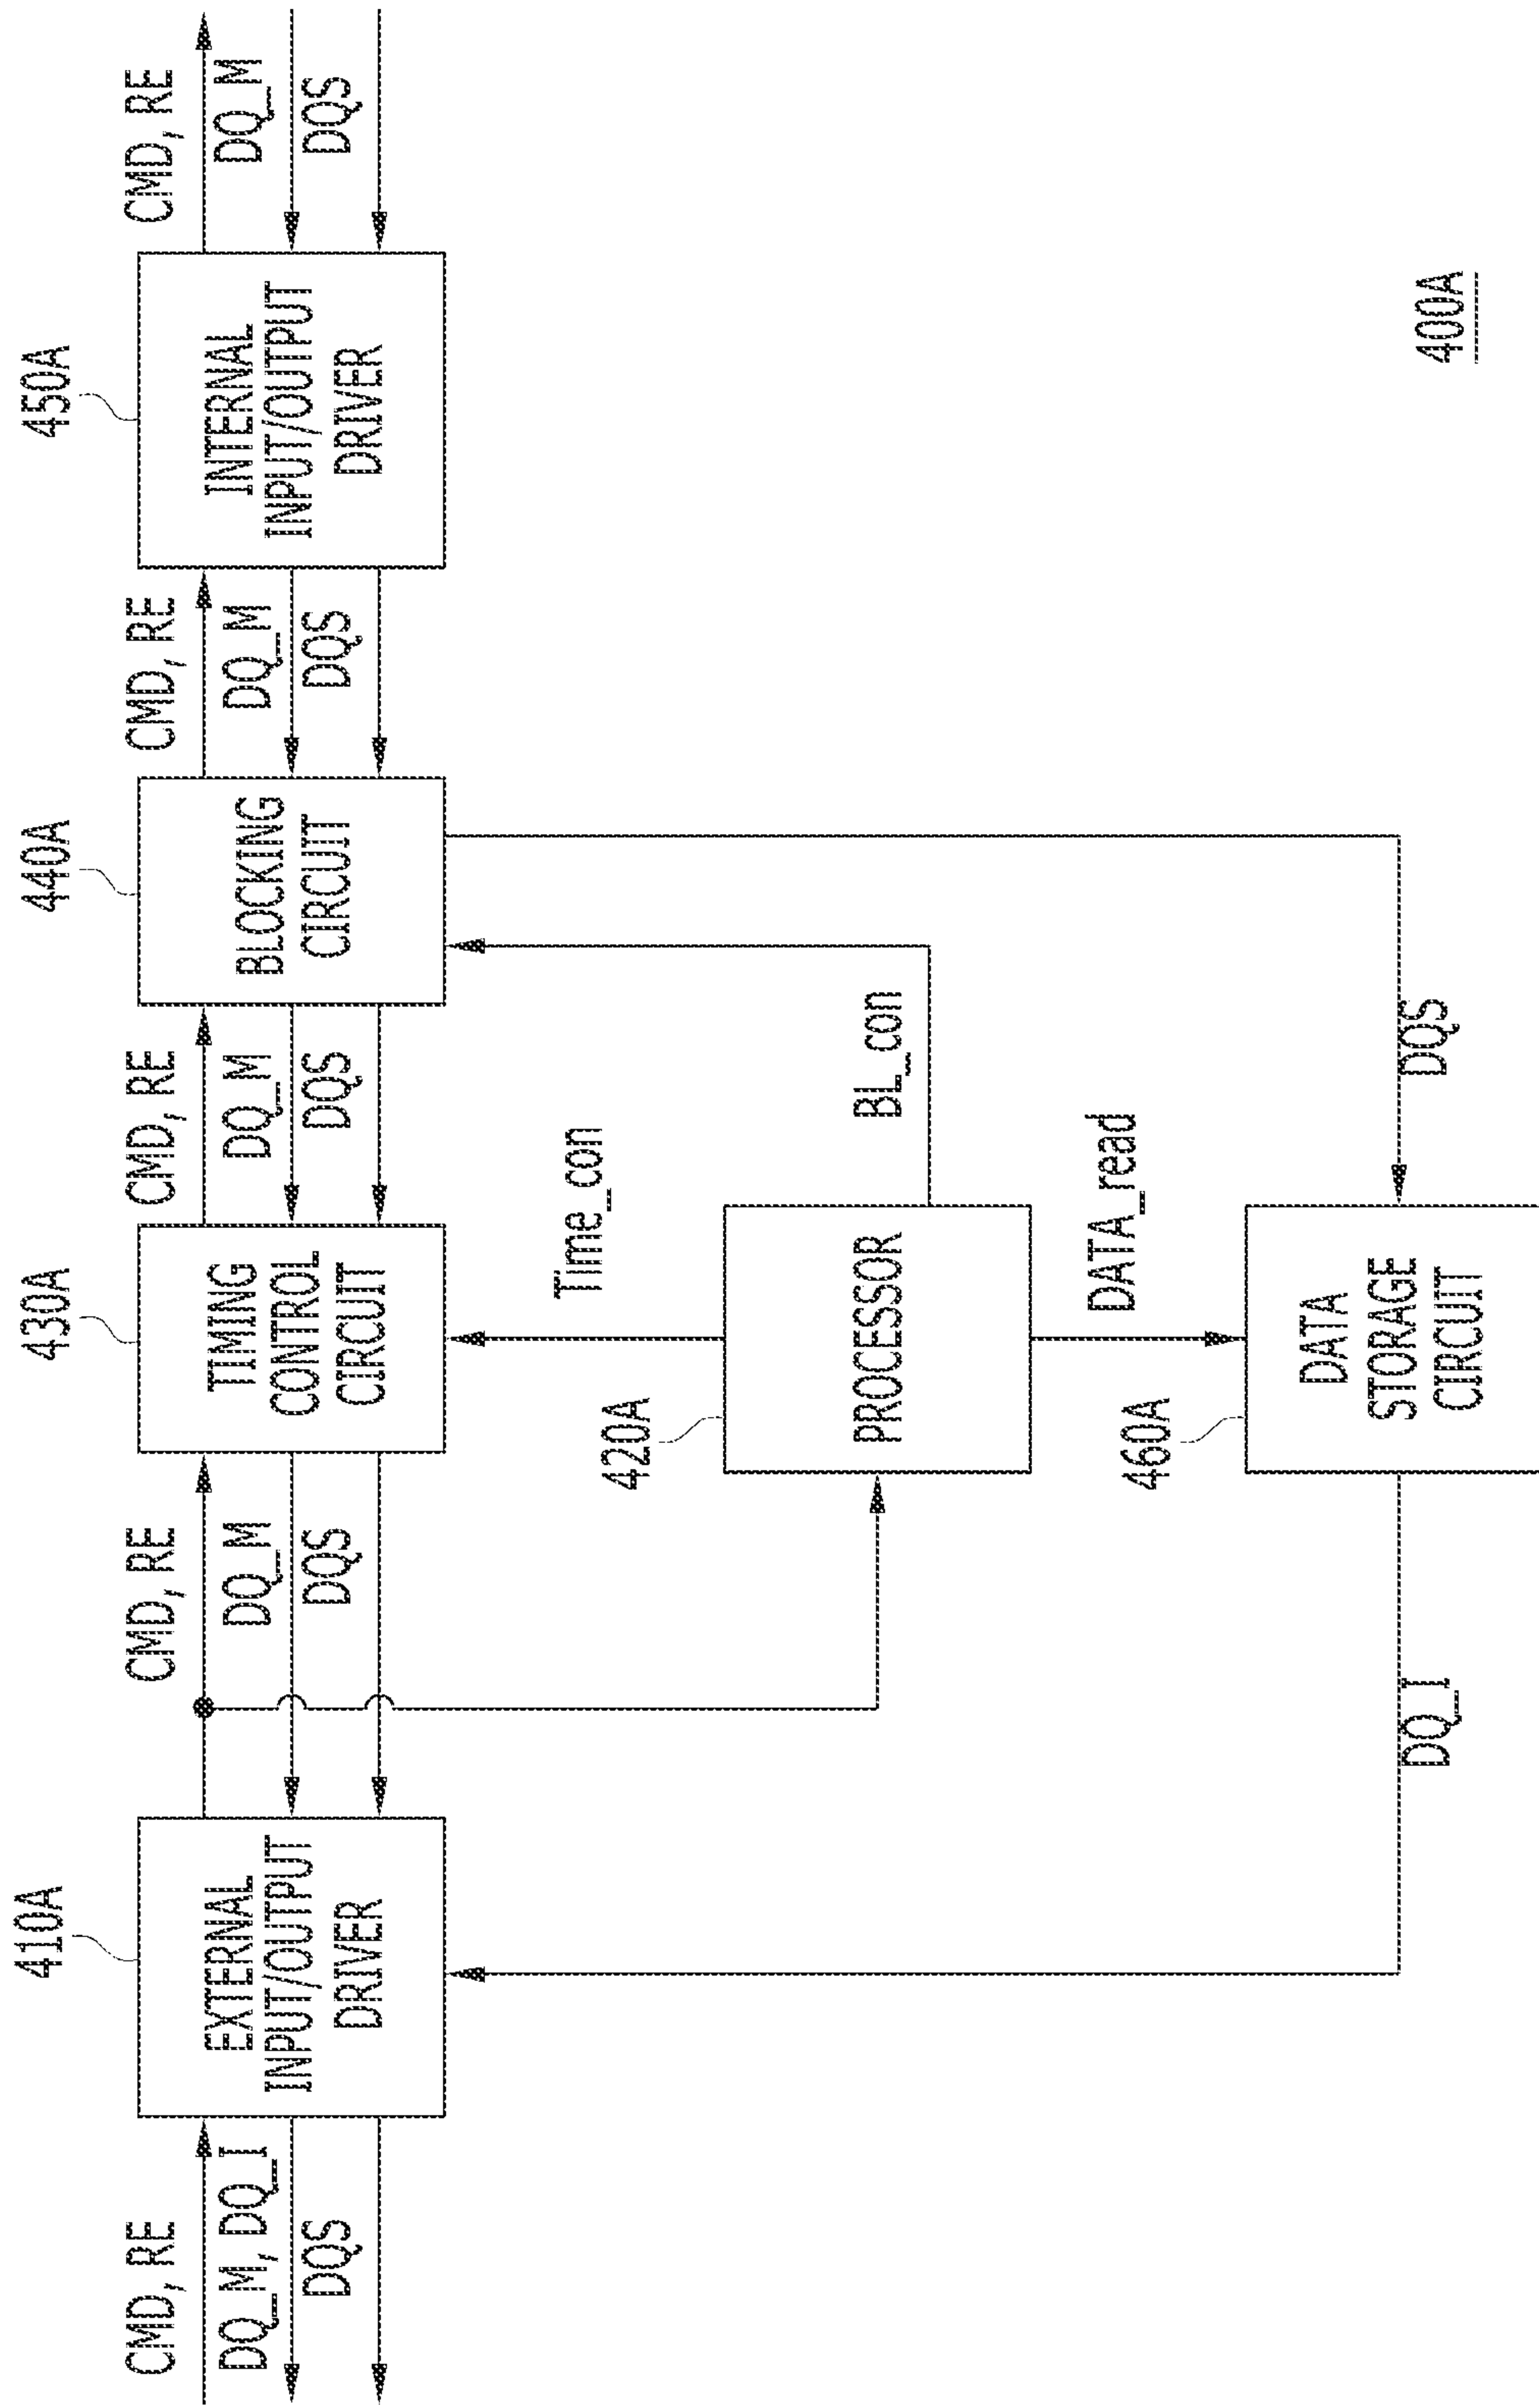 410A
430A
440A
450A
CMD, RE
CMD, RE
CMD, RE
CMD, RE
CMD, RE
DQ_M, DQ_I
DQS
EXTERNAL
INPUT/OUTPUT
DRIVER
DQ_M
DQS
TIMING
CONTROL
CIRCUIT
DQ_M
DQS
BLOCKING
CIRCUIT
DQ_M
DQS
INTERNAL
INPUT/OUTPUT
DRIVER
DQ_M
DQS
Time_con
420A
PROCESSOR
BL_con
DATA_read
460A
DATA
STORAGE
CIRCUIT
DQ_I
DQS
400A